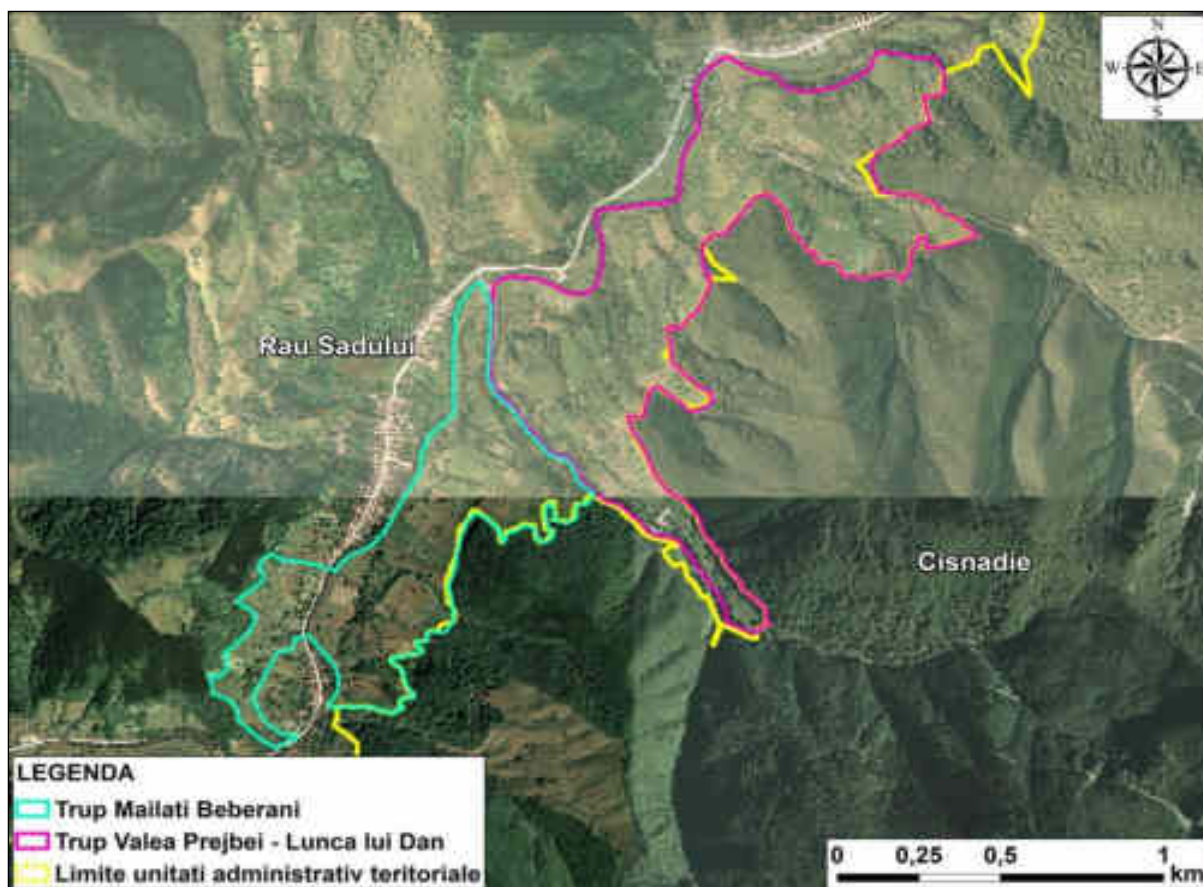 N
W E
S
Rau Sadului
Cisnadie
LEGENDA
Trup Mailati Beberani
Trup Valea Prejbei - Lunca lui Dan
Limite unitati administrativ teritoriale
0 0,25 0,5 1
km